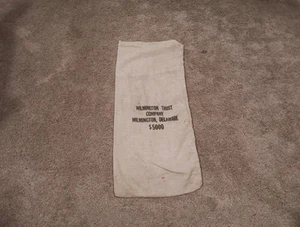 WILMINGTON TRUST
COMPANY
WILMINGTON, DELAWARE
$5000